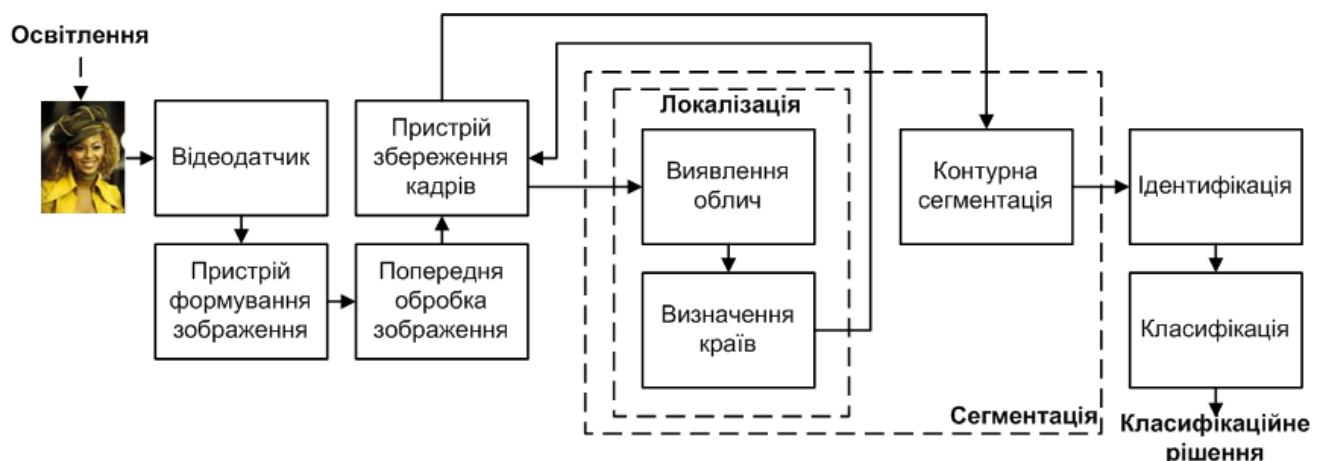 Освітлення
Відеодатчик
Пристрій
формування
зображення
Попередня
обробка
зображення
Пристрій
збереження
кадрів
Локалізація
Виявлення
облич
Визначення
країв
Контурна
сегментація
Сегментація
Ідентифікація
Класифікація
Класифікаційне
рішення